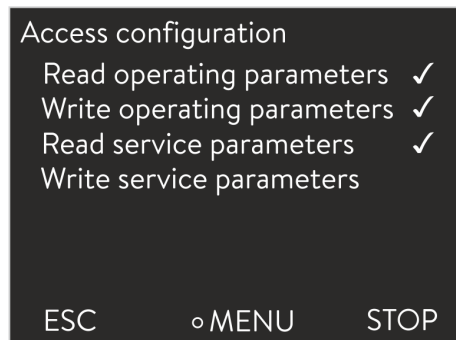 Access configuration
Read operating parameters ✓
Write operating parameters ✓
Read service parameters ✓
Write service parameters
ESC ○ MENU STOP